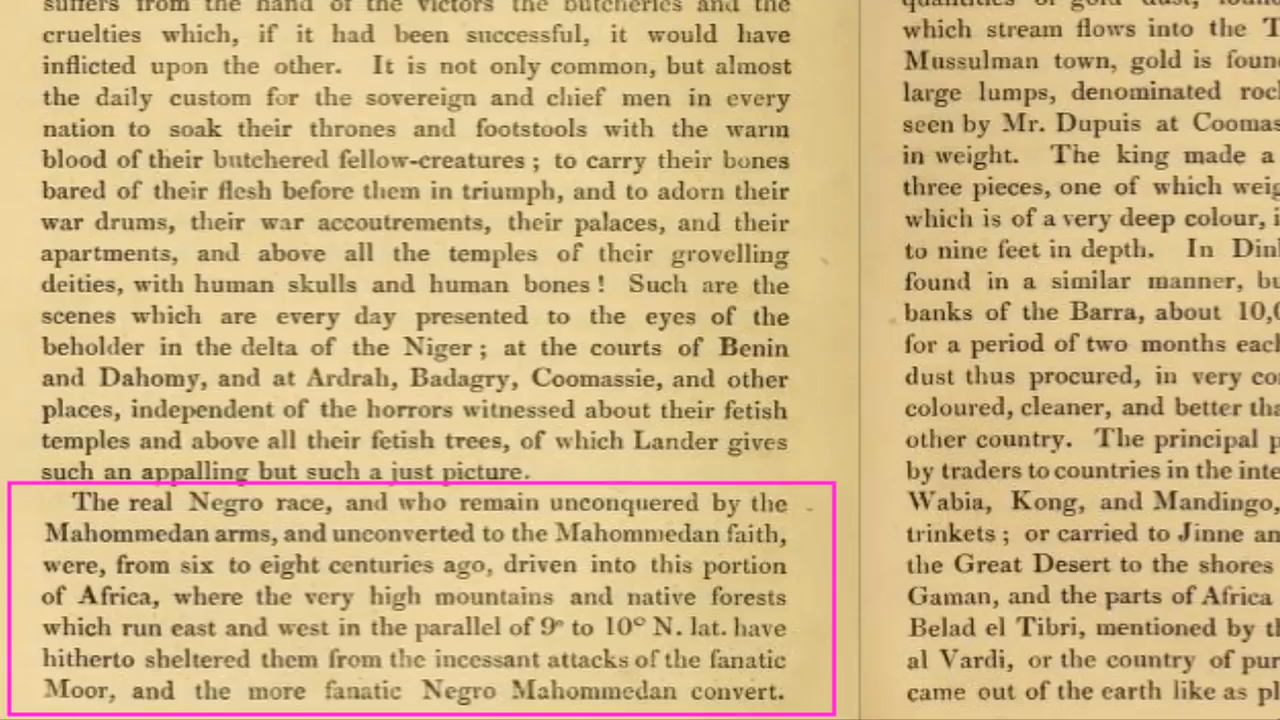 suffers from the hand of the victors the butcheries and the
cruelties which, if it had been successful, it would have
inflicted upon the other. It is not only common, but almost
the daily custom for the sovereign and chief men in every
nation to soak their thrones and footstools with the warm
blood of their butchered fellow-creatures ; to carry their bones
bared of their flesh before them in triumph, and to adorn their
war drums, their war accoutrements, their palaces, and their
apartments, and above all the temples of their grovelling
deities, with human skulls and human bones ! Such are the
scenes which are every day presented to the eyes of the
beholder in the delta of the Niger ; at the courts of Benin
and Dahomy, and at Ardrah, Badagry, Coomassie, and other
places, independent of the horrors witnessed about their fetish
temples and above all their fetish trees, of which Lander gives
such an appalling but such a just picture.
The real Negro race, and who remain unconquered by the
Mahommedan arms, and unconverted to the Mahommedan faith,
were, from six to eight centuries ago, driven into this portion
of Africa, where the very high mountains and native forests
which run east and west in the parallel of 9° to 10° N. lat. have
hitherto sheltered them from the incessant attacks of the fanatic
Moor, and the more fanatic Negro Mahommedan convert.
quantities of gold dust,
which stream flows into the
Mussulman town, gold is
large lumps, denominated
seen by Mr. Dupuis at
in weight. The king made a
three pieces, one of which
which is of a very deep colour,
to nine feet in depth. In
found in a similar manner,
banks of the Barra, about
for a period of two months
dust thus procured, in very
coloured, cleaner, and better
other country. The principal
by traders to countries in the
Wabia, Kong, and Mandingo,
trinkets ; or carried to Jinne
the Great Desert to the shores
Gaman, and the parts of Africa
Belad el Tibri, mentioned by
al Vardi, or the country of
came out of the earth like as